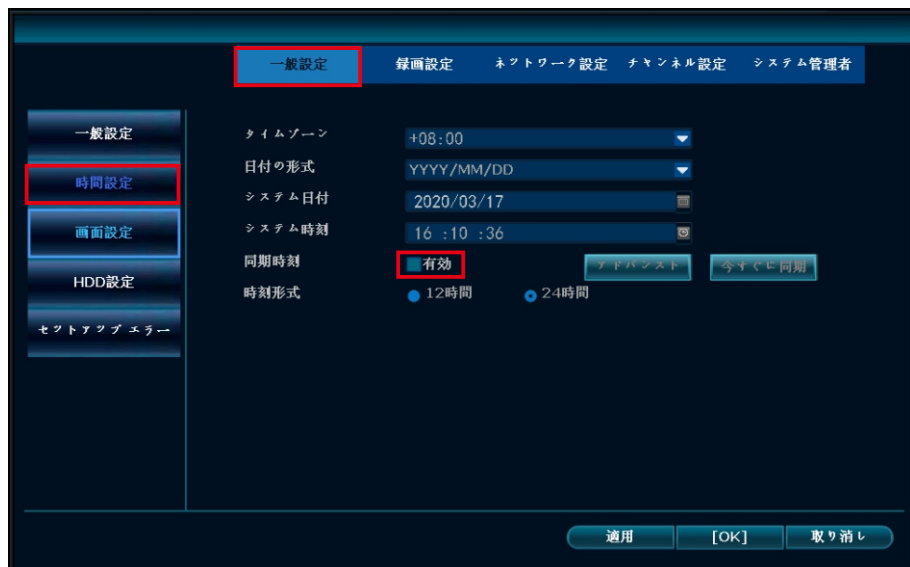 一般設定 録画設定 ネットワーク設定 チャンネル設定 システム管理者
一般設定
時間設定
画面設定
HDD設定
セットアップ エラー
タイムゾーン +08:00
日付の形式 YYYY/MM/DD
システム日付 2020/03/17
システム時刻 16 :10 :36
同期時刻 有効 アドバンスト 今すぐに同期
時刻形式 12時間 24時間
適用 [OK] 取り消し